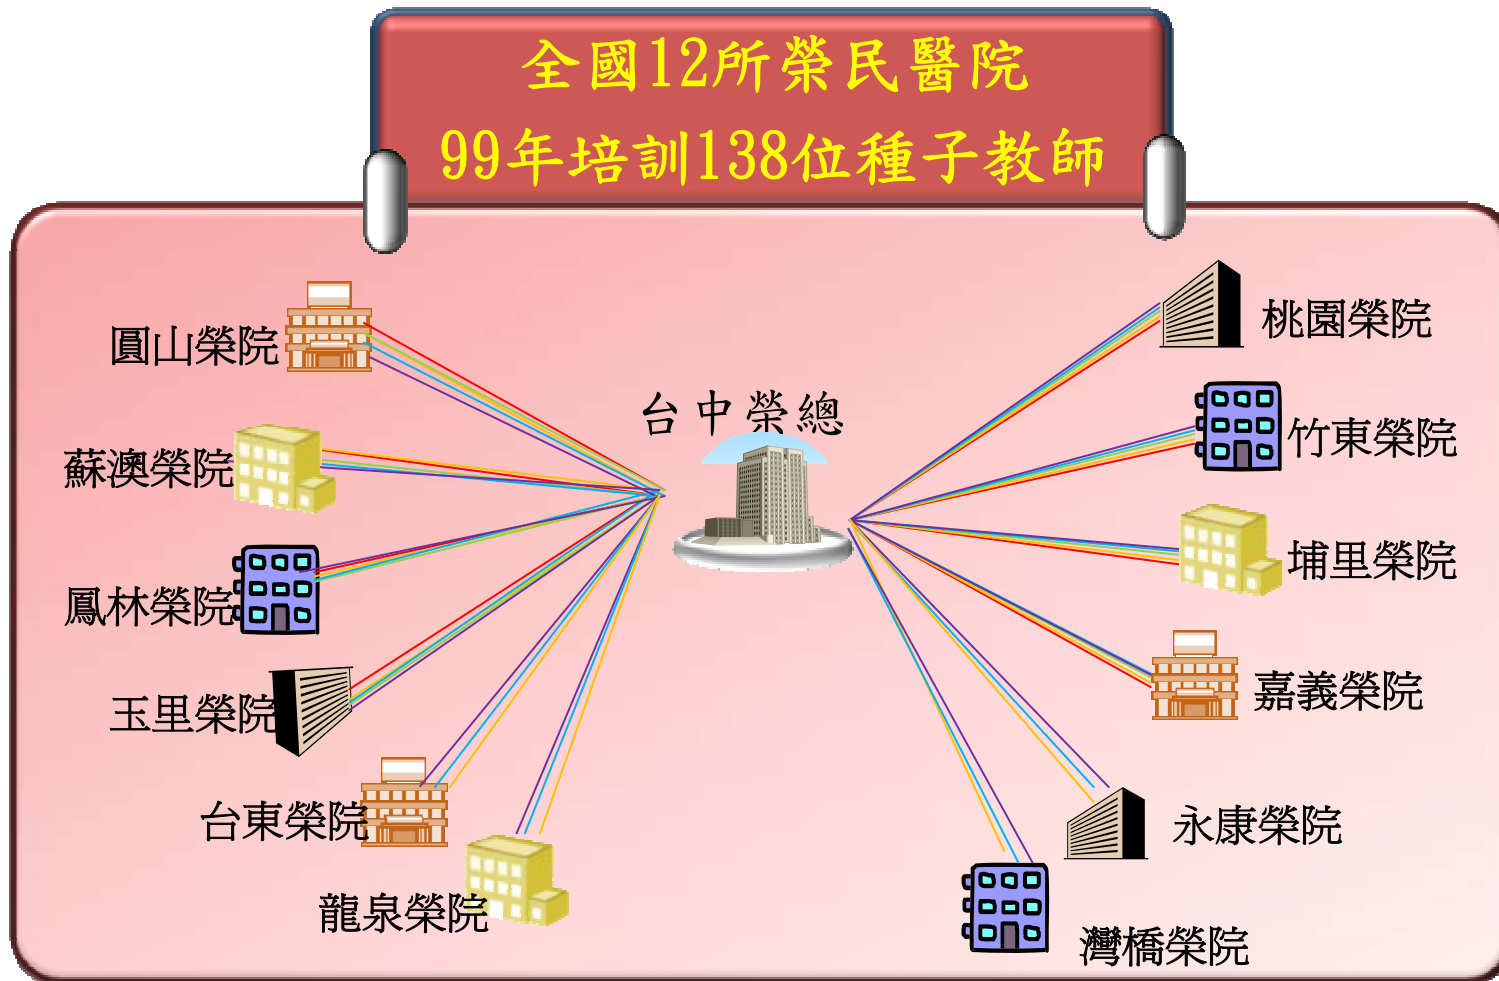 全國12所榮民醫院
99年培訓138位種子教師
圓山榮院
蘇澳榮院
鳳林榮院
玉里榮院
台東榮院
龍泉榮院
台中榮總
桃園榮院
竹東榮院
埔里榮院
嘉義榮院
永康榮院
灣橋榮院